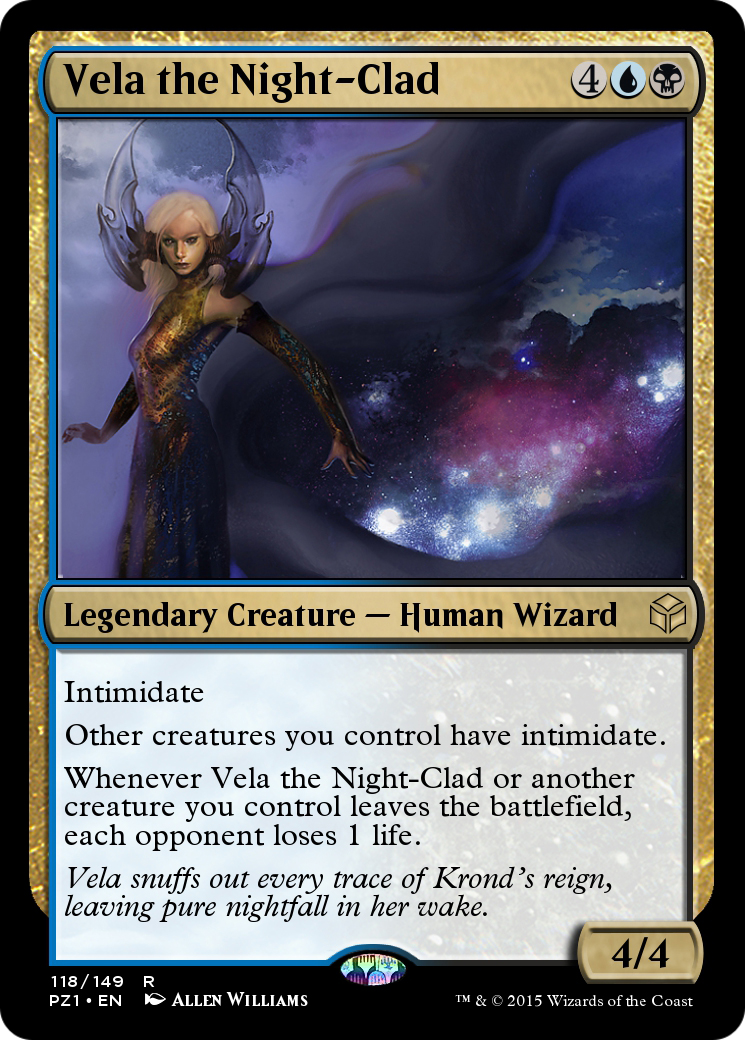 Vela the Night-Clad
4
Legendary Creature — Human Wizard
Intimidate
Other creatures you control have intimidate.
Whenever Vela the Night-Clad or another
creature you control leaves the battlefield,
each opponent loses 1 life.
Vela snuffs out every trace of Krond's reign,
leaving pure nightfall in her wake.
4/4
118/149 R
PZ1 • EN ALLEN WILLIAMS
™ & © 2015 Wizards of the Coast